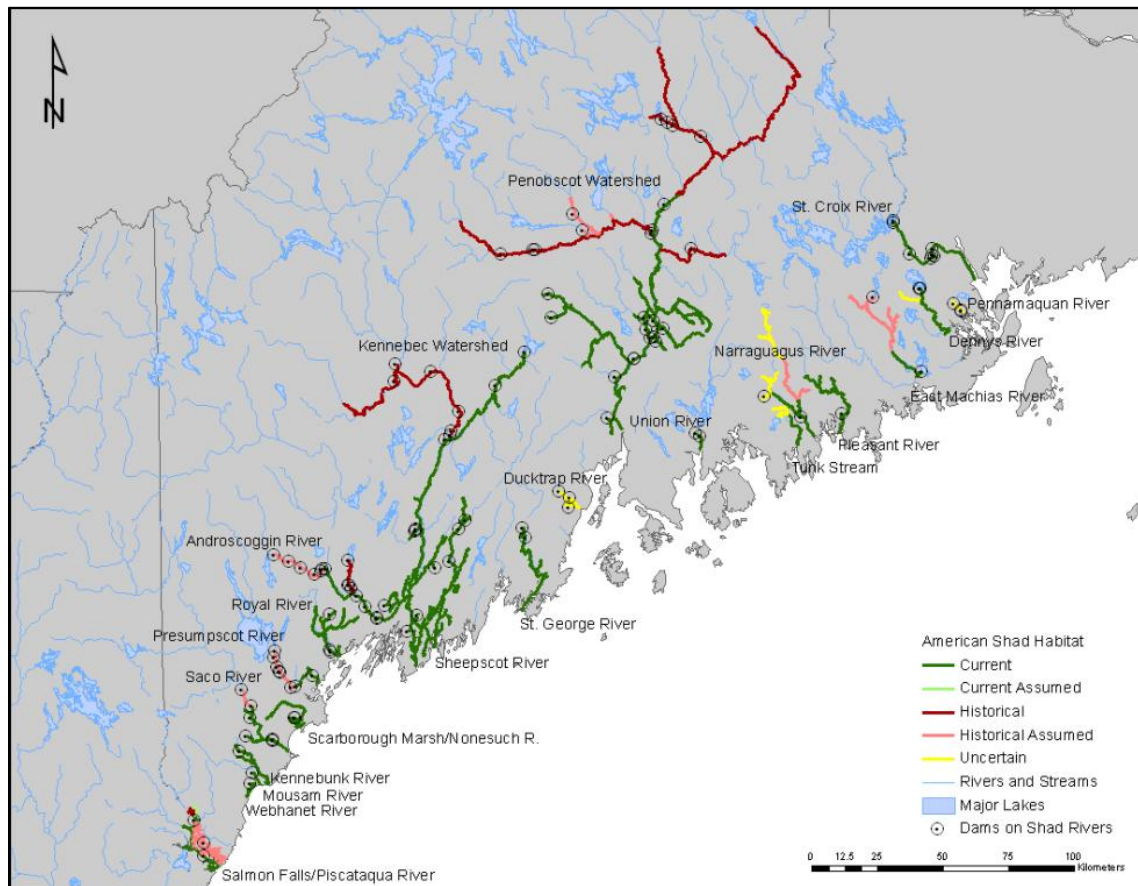 N
Penobscot Watershed
St. Croix River
Pennamaquan River
Dennys River
Kennebec Watershed
Narraguagus River
East Machias River
Union River
Pleasant River
Tunk Stream
Ducktrap River
Androscoggin River
Royal River
St. George River
Presumpscot River
Sheepscot River
Saco River
Scarborough Marsh/Nonesuch R.
Kennebunk River
Mousam River
Webhanet River
Salmon Falls/Piscataqua River
American Shad Habitat
Current
Current Assumed
Historical
Historical Assumed
Uncertain
Rivers and Streams
Major Lakes
Dams on Shad Rivers
0 12.5 25 50 75 100
Kilometers